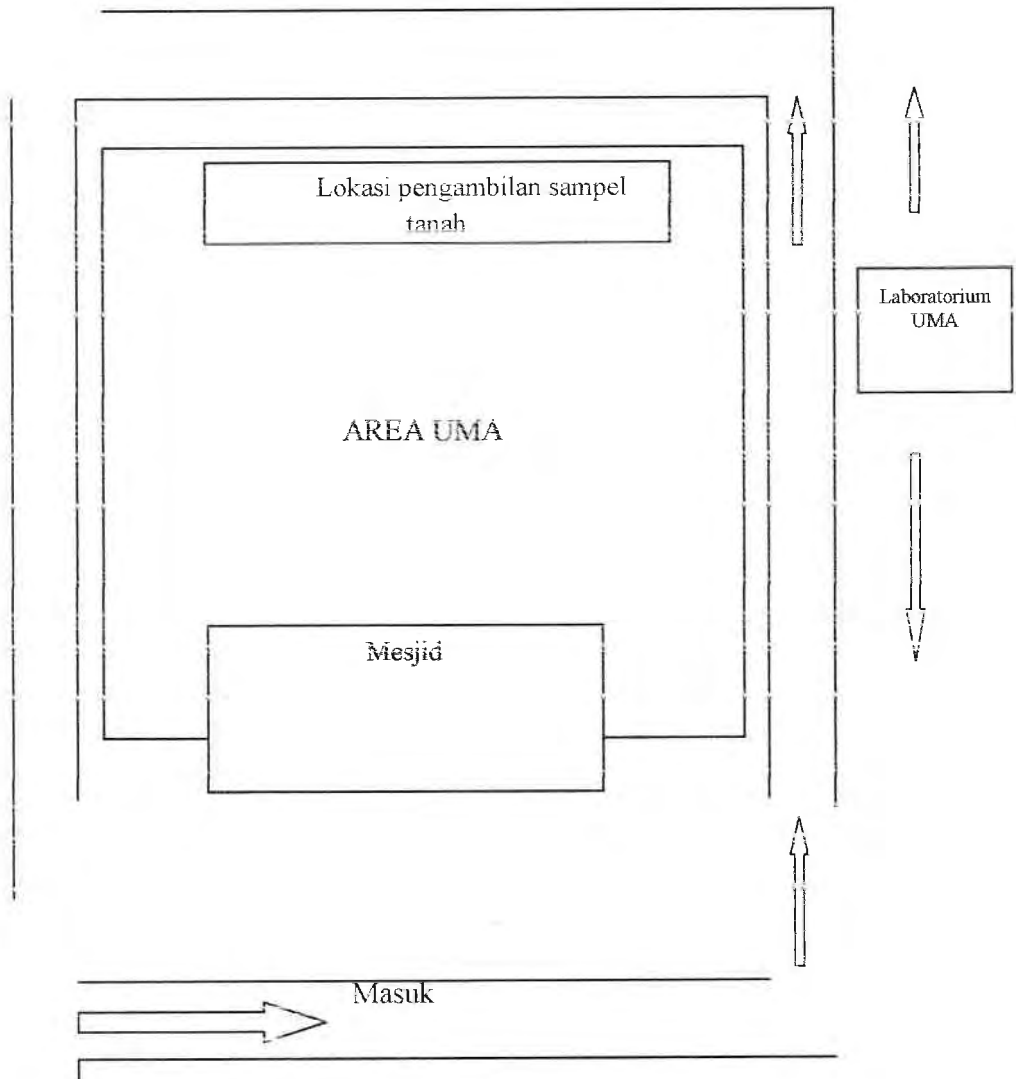 Lokasi pengambilan sampel
tanah
Laboratorium
UMA
AREA UMA
Mesjid
Masuk